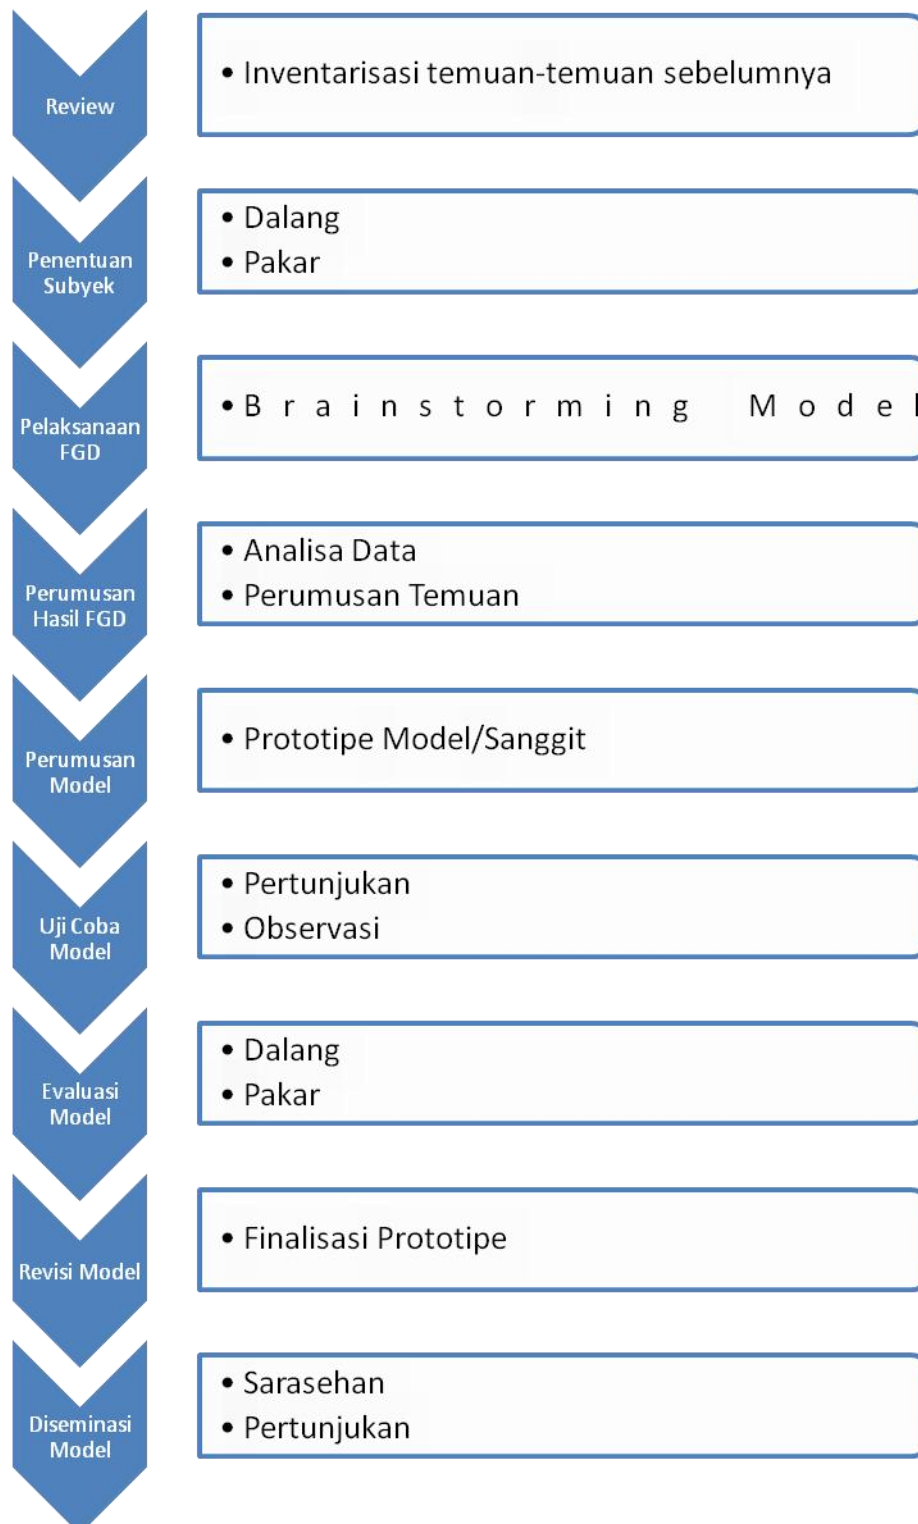 Review
• Inventarisasi temuan-temuan sebelumnya
Penentuan
Subyek
• Dalang
• Pakar
Pelaksanaan
FGD
• Brainstorming Model
Perumusan
Hasil FGD
• Analisa Data
• Perumusan Temuan
Perumusan
Model
• Prototipe Model/Sanggit
Uji Coba
Model
• Pertunjukan
• Observasi
Evaluasi
Model
• Dalang
• Pakar
Revisi Model
• Finalisasi Prototipe
Diseminasi
Model
• Sarasehan
• Pertunjukan